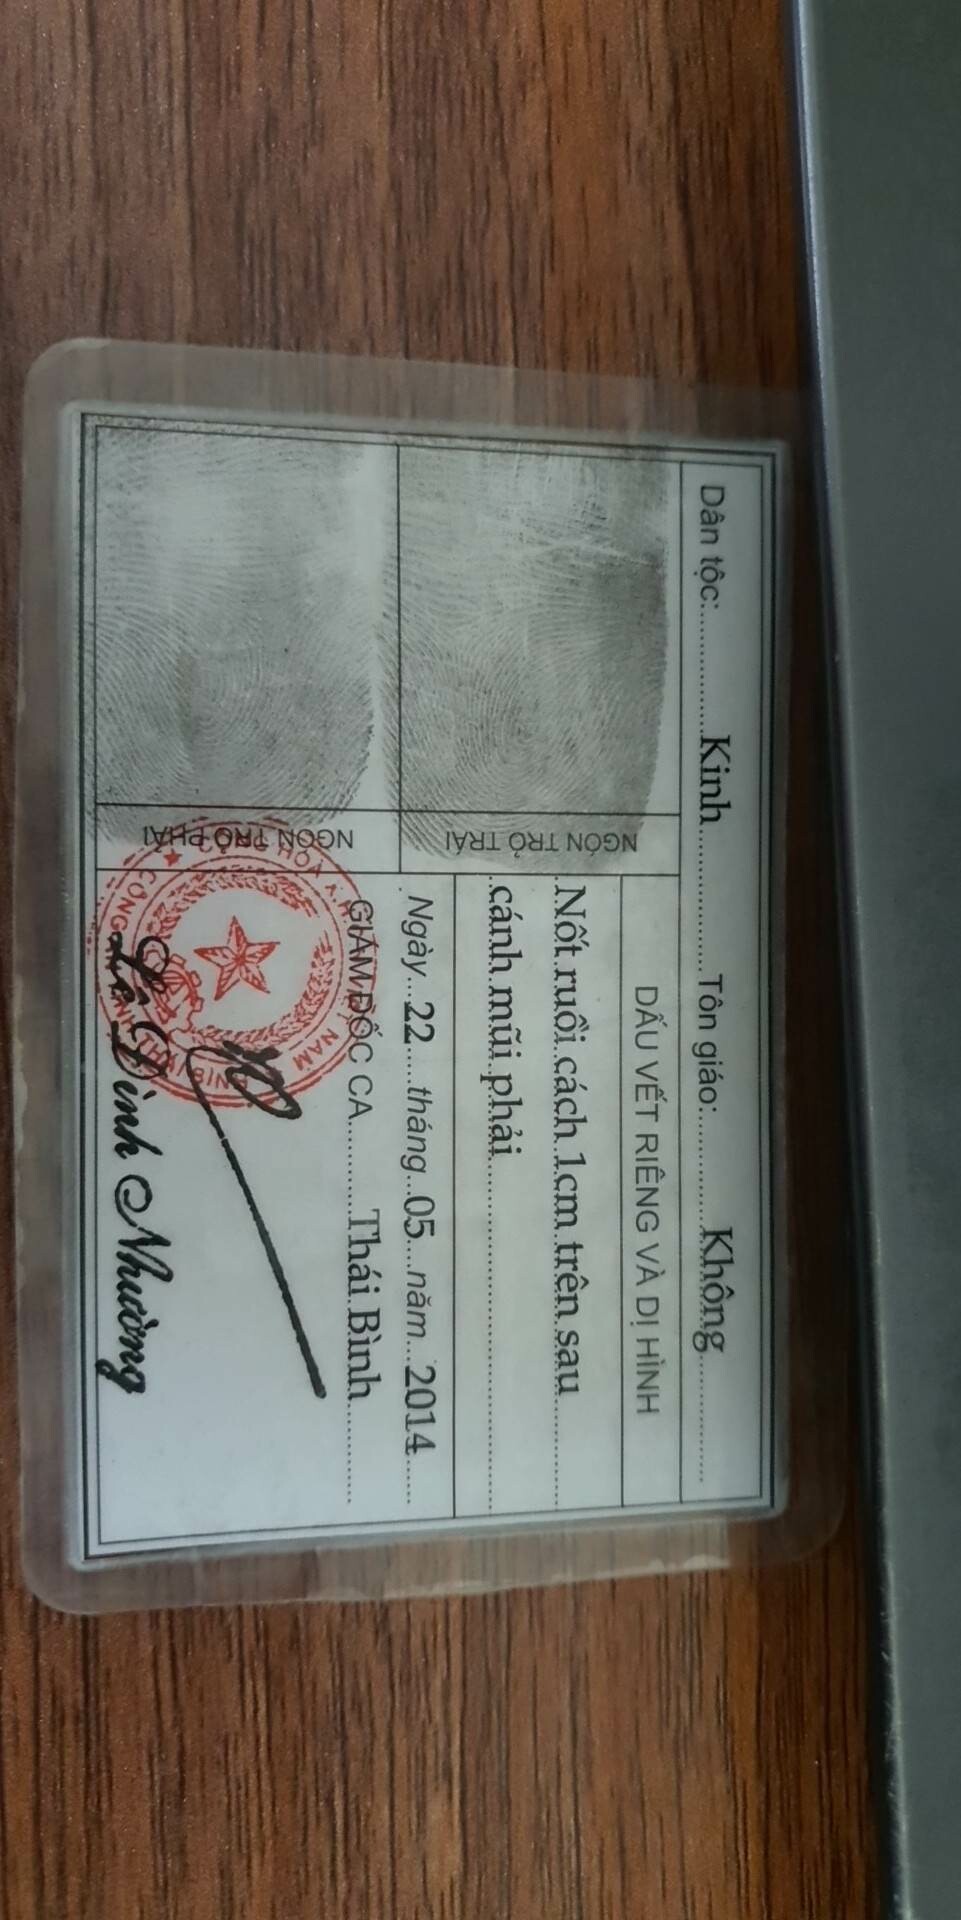 Dân tộc:..............Kinh..............Tôn giáo:............Không............
NGÓN TRỎ TRÁI
DẤU VẾT RIÊNG VÀ DỊ HÌNH
Nốt ruồi cách 1cm trên sau
cánh mũi phải
Ngày...22.....tháng...05....năm....2014.....
NGÓN TRỎ PHẢI
GIÁM ĐỐC CA..........Thái Bình..........
Lê Đình Nhường